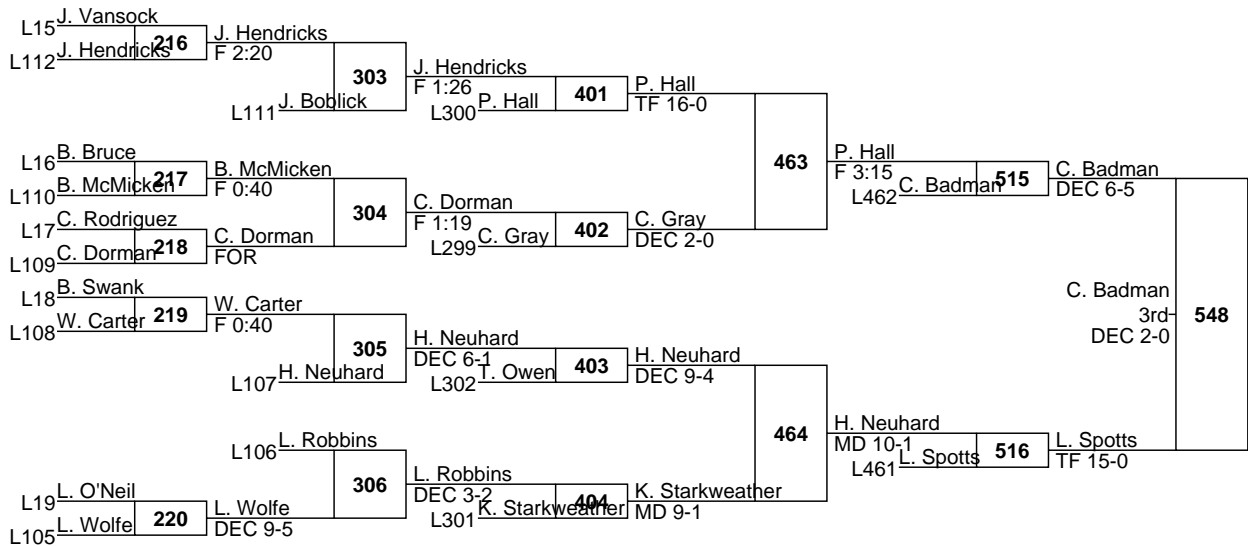 L15 J. Vansock
216
L112 J. Hendricks
J. Hendricks
F 2:20
303
L111 J. Boblick
J. Hendricks
F 1:26
L300 P. Hall
401
P. Hall
TF 16-0
463
L16 B. Bruce
217
L110 B. McMicken
B. McMicken
F 0:40
304
L17 C. Rodriguez
218
L109 C. Dorman
C. Dorman
FOR
C. Dorman
F 1:19
L299 C. Gray
402
C. Gray
DEC 2-0
P. Hall
F 3:15
L462 C. Badman
515
C. Badman
DEC 6-5
L18 B. Swank
219
L108 W. Carter
W. Carter
F 0:40
305
L107 H. Neuhard
H. Neuhard
DEC 6-1
L302 T. Owen
403
H. Neuhard
DEC 9-4
464
L106 L. Robbins
306
L19 L. O'Neil
220
L105 L. Wolfe
L. Wolfe
DEC 9-5
L. Robbins
DEC 3-2
L301 K. Starkweather
404
K. Starkweather
MD 9-1
H. Neuhard
MD 10-1
L461 L. Spotts
516
L. Spotts
TF 15-0
C. Badman
3rd
DEC 2-0
548